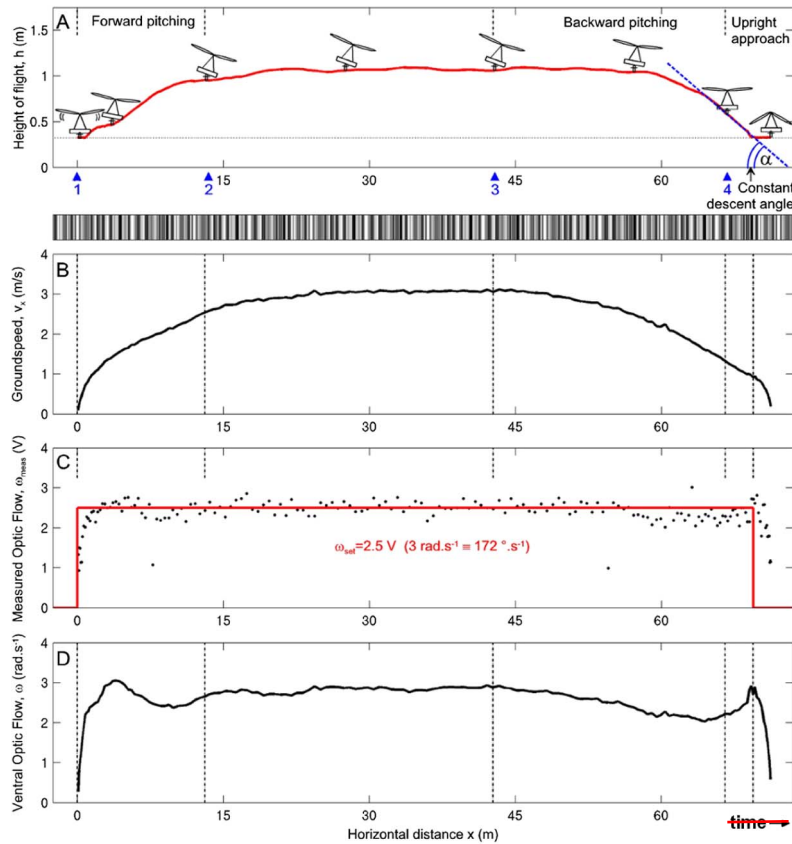 A
Forward pitching
Backward pitching
Upright
approach
Height of flight, h (m)
1.5
1
0.5
0
α
1
2
15
30
3
45
60
4
Constant
descent angle
B
Groundspeed, vₓ (m/s)
4
3
2
1
0
0
15
30
45
60
C
Measured Optic Flow, ω_meas (V)
4
3
2
1
0
ω_set=2.5 V (3 rad.s⁻¹ ≡ 172 °.s⁻¹)
0
15
30
45
60
D
Ventral Optic Flow, ω (rad.s⁻¹)
4
3
2
1
0
0
15
30
45
60
time
Horizontal distance x (m)